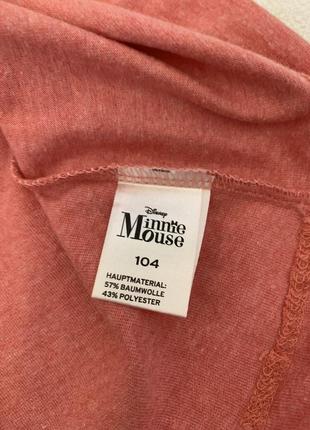 Disney
Minnie
Mouse
104
HAUPTMATERIAL:
57% BAUMWOLLE
43% POLYESTER